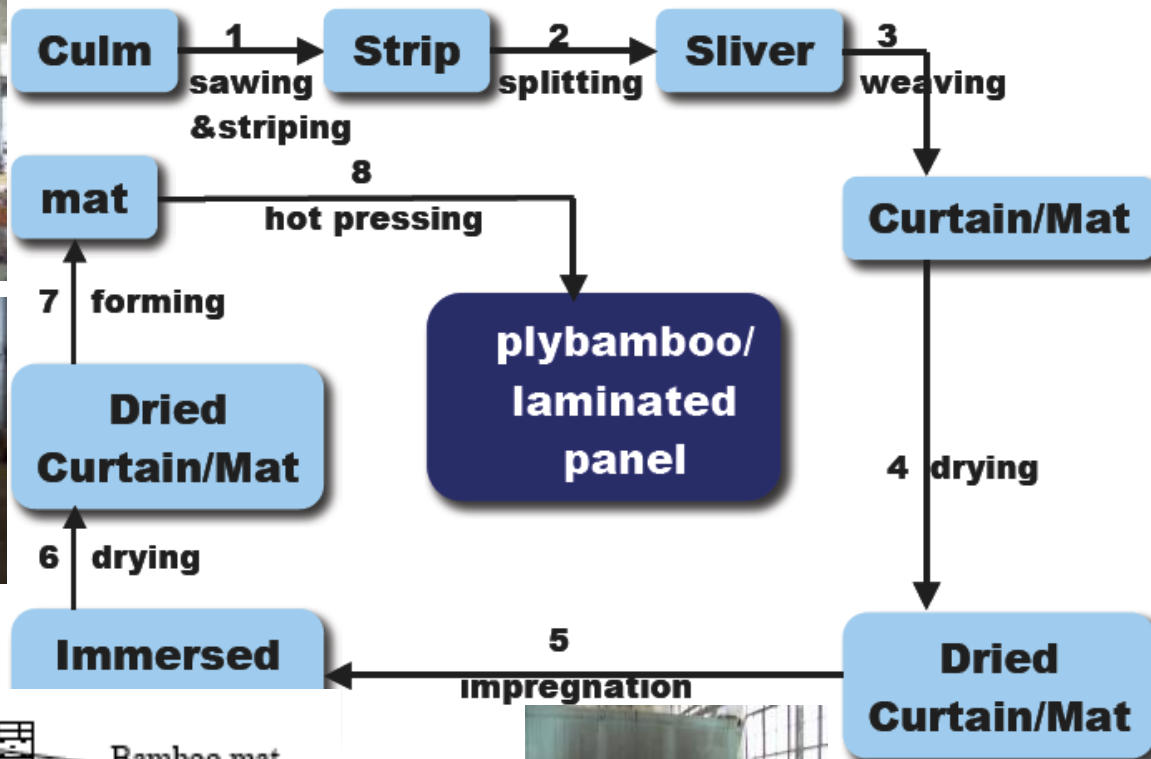 Culm
1
sawing
&striping
Strip
2
splitting
Sliver
3
weaving
Curtain/Mat
4 drying
Dried
Curtain/Mat
5
impregnation
Immersed
6 drying
Dried
Curtain/Mat
7 forming
mat
8
hot pressing
plybamboo/
laminated
panel
Bamboo mat